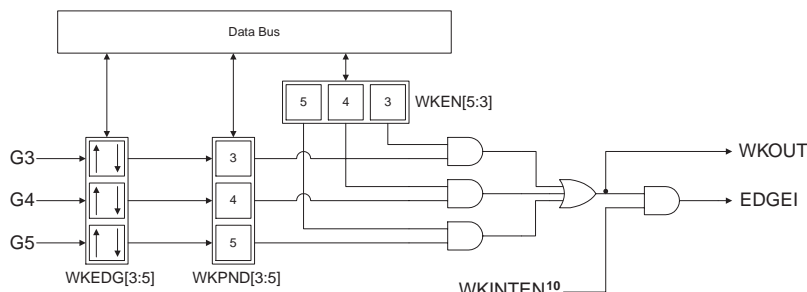 Data Bus
5 4 3 WKEN[5:3]
G3 3 WKOUT
G4 4 EDGEI
G5 5
WKEDG[3:5] WKPND[3:5]
WKINTEN10